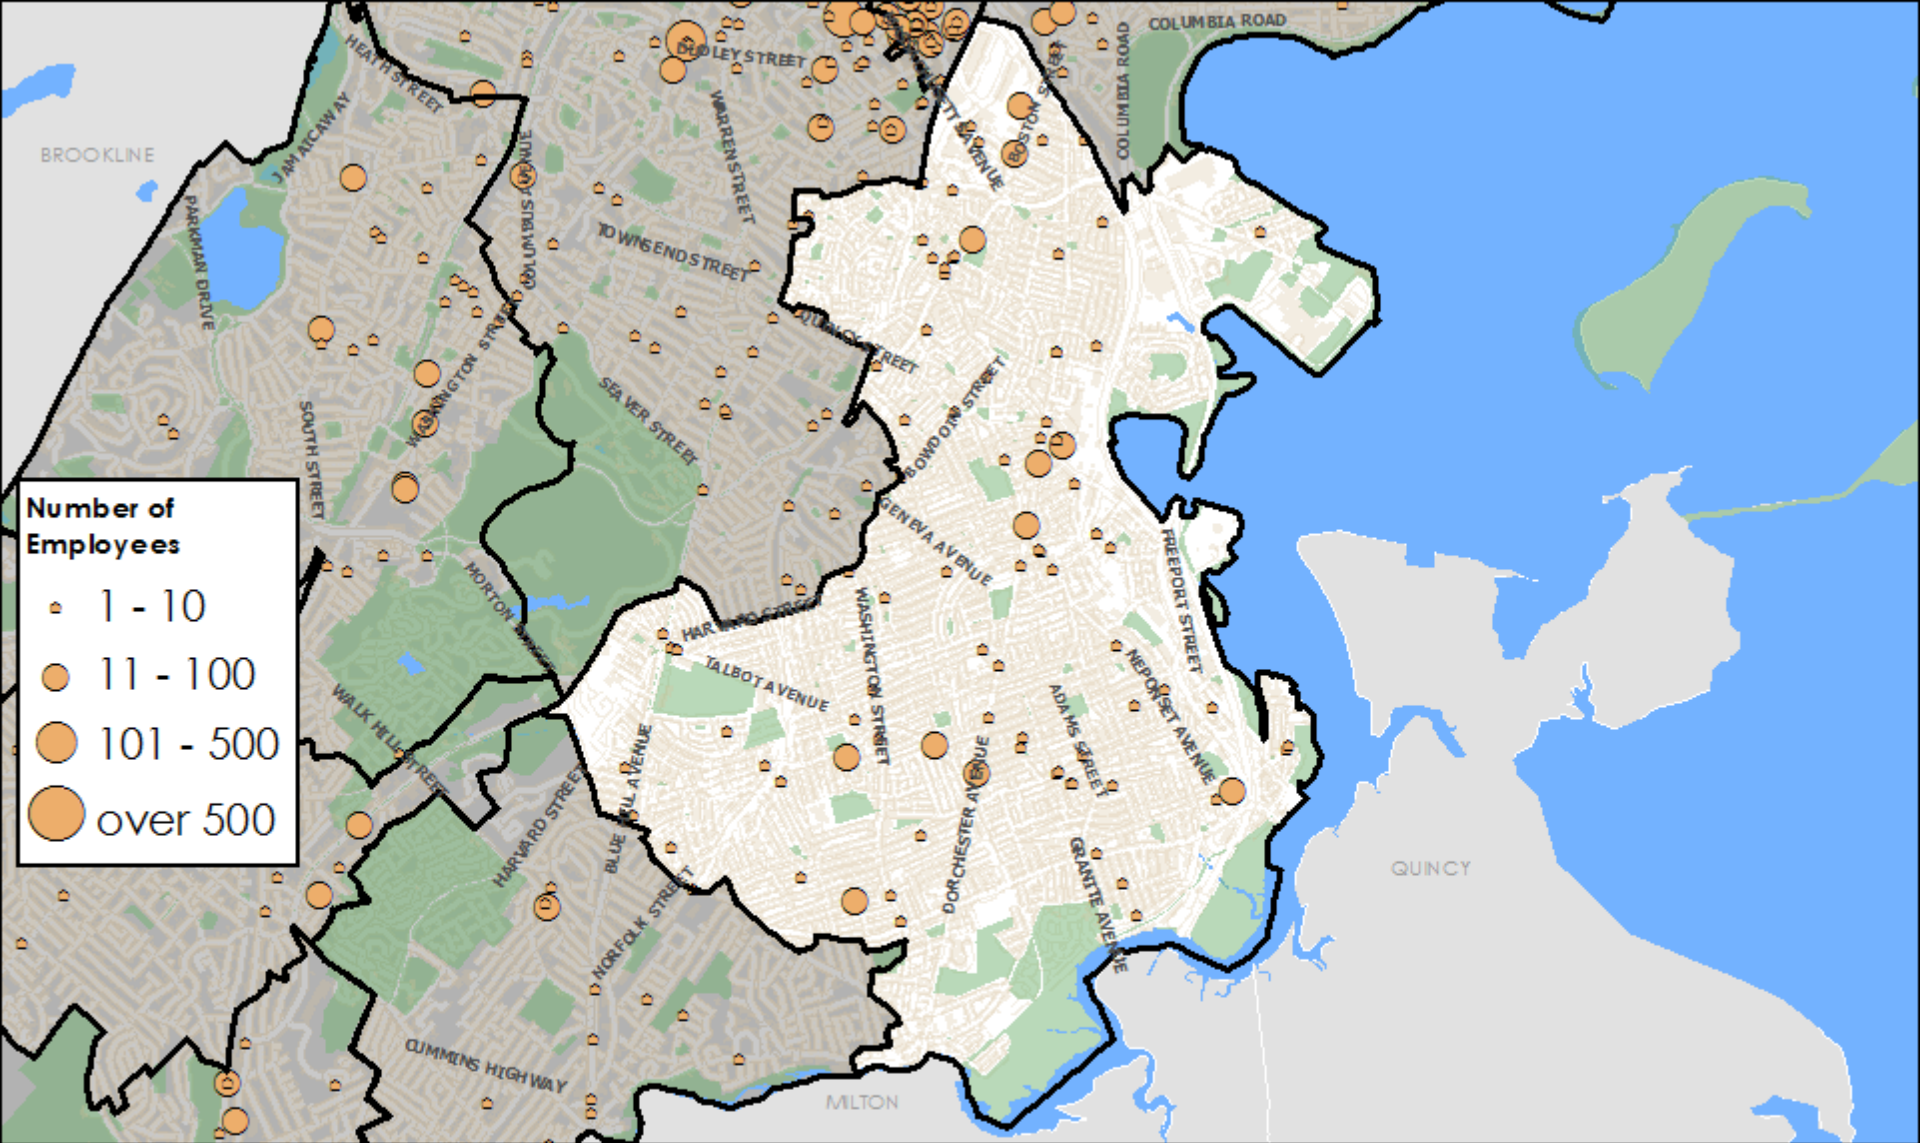 COLUMBIA ROAD
HEATH STREET
DUDLEY STREET
COLUMBIA ROAD
BOSTON STREET
JAMAICAWAY
WARREN STREET
BROOKLINE
COLUMBUS AVENUE
AVENUE
PARKMAN DRIVE
TOWNSEND STREET
QUINCY STREET
WASHINGTON STREET
SEAVER STREET
BOWDOIN STREET
SOUTH STREET
Number of
Employees
1 - 10
11 - 100
101 - 500
over 500
GENEVA AVENUE
FREEPORT STREET
MORTON STREET
HARVARD STREET
WASHINGTON STREET
TALBOT AVENUE
NEPONSET AVENUE
ADAMS STREET
WALK HILL STREET
BLUE HILL AVENUE
HARVARD STREET
DORCHESTER AVENUE
GRANITE AVENUE
QUINCY
NORFOLK STREET
CUMMINS HIGHWAY
MILTON